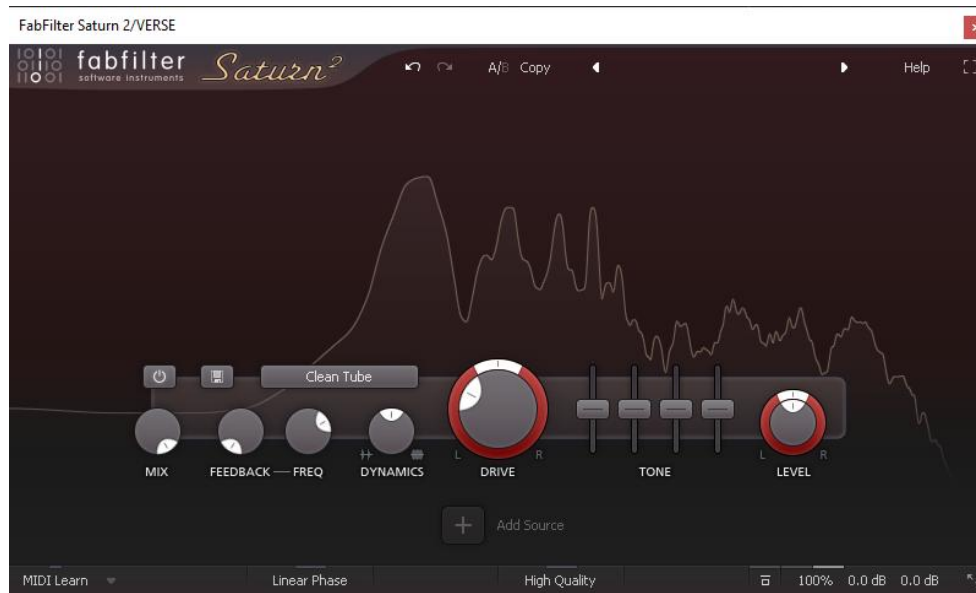 FabFilter Saturn 2/VERSE
fabfilter
software instruments
Saturn²
A/B Copy
Help
Clean Tube
MIX
FEEDBACK
FREQ
DYNAMICS
L
R
DRIVE
TONE
L
R
LEVEL
Add Source
MIDI Learn
Linear Phase
High Quality
100% 0.0 dB 0.0 dB